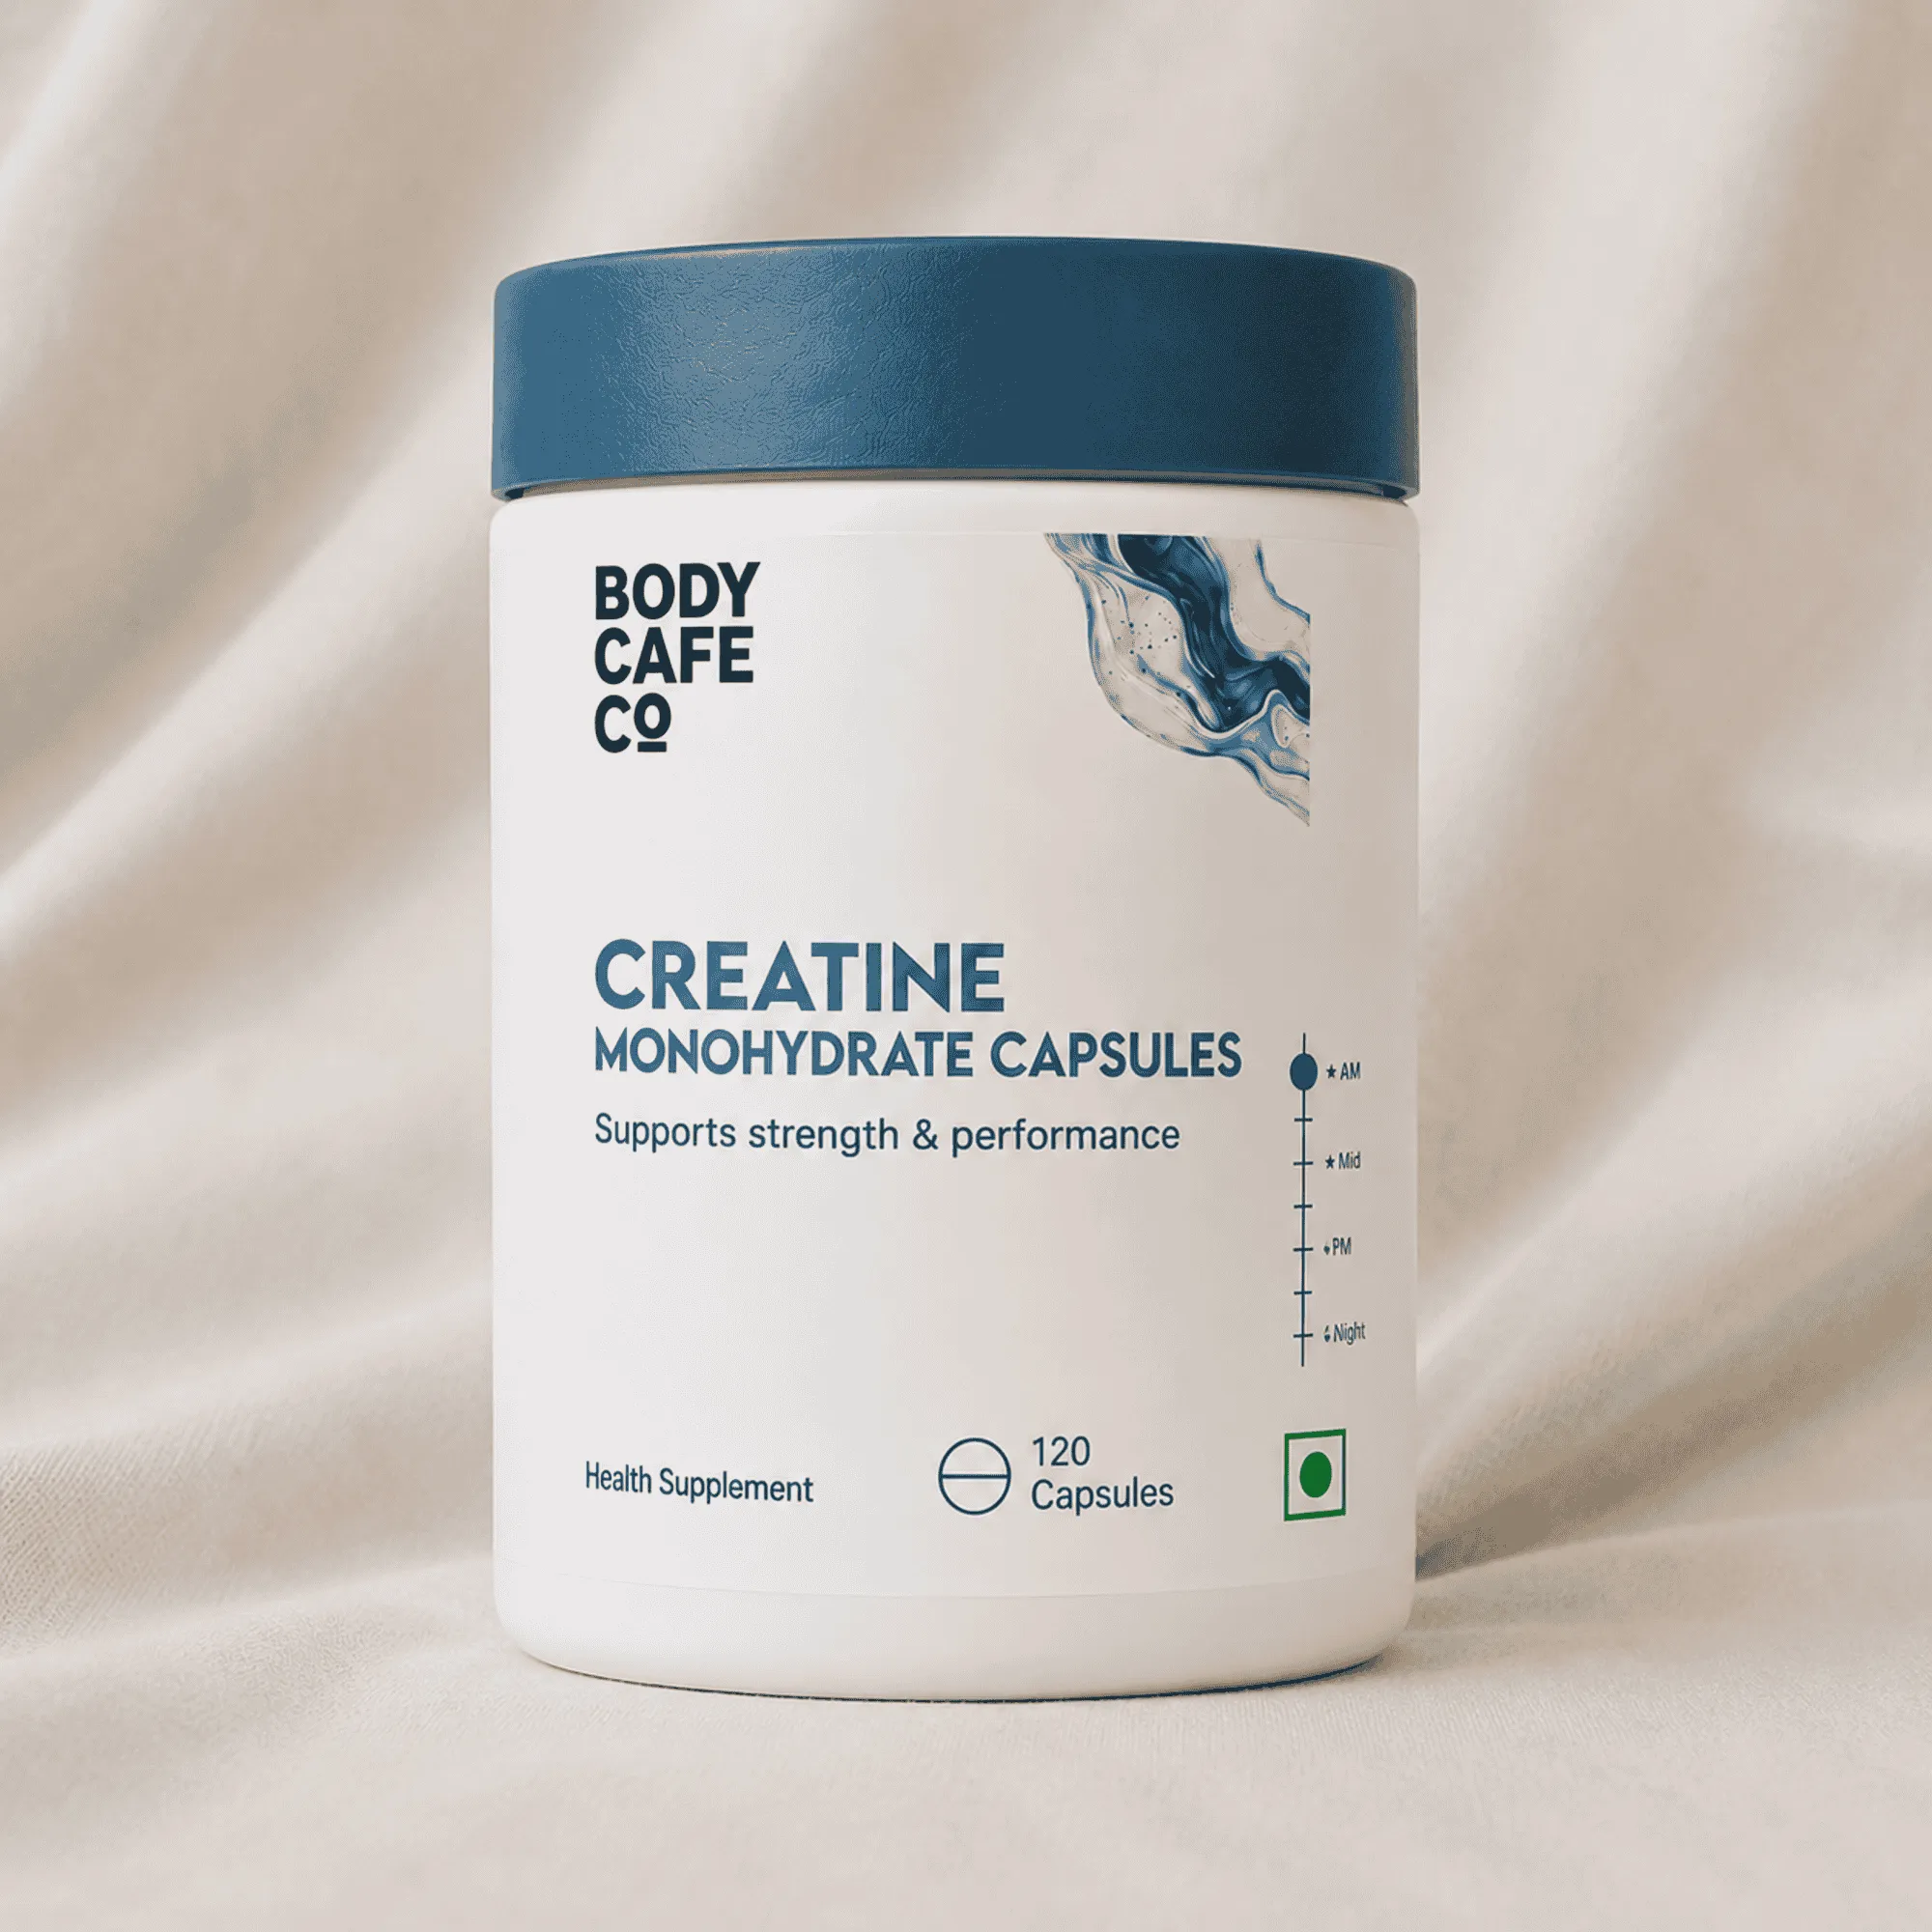 BODY
CAFE
Co
CREATINE
MONOHYDRATE CAPSULES
Supports strength & performance
AM
Mid
PM
Night
Health Supplement
120
Capsules